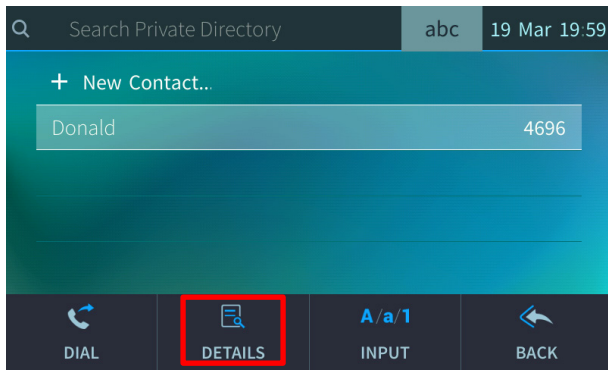 Search Private Directory abc 19 Mar 19:59
+ New Contact...
Donald 4696
A/a/1
DIAL DETAILS INPUT BACK